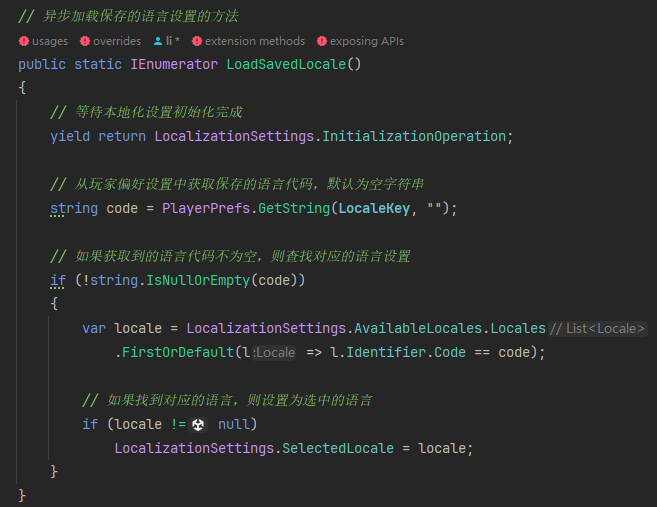 // 异步加载保存的语言设置的方法
usages overrides li * extension methods exposing APIs
public static IEnumerator LoadSavedLocale()
{
// 等待本地化设置初始化完成
yield return LocalizationSettings.InitializationOperation;
// 从玩家偏好设置中获取保存的语言代码，默认为空字符串
string code = PlayerPrefs.GetString(LocaleKey, "");
// 如果获取到的语言代码不为空，则查找对应的语言设置
if (!string.IsNullOrEmpty(code))
{
var locale = LocalizationSettings.AvailableLocales.Locales // List<Locale>
.FirstOrDefault(l :Locale => l.Identifier.Code == code);
// 如果找到对应的语言，则设置为选中的语言
if (locale != null)
LocalizationSettings.SelectedLocale = locale;
}
}